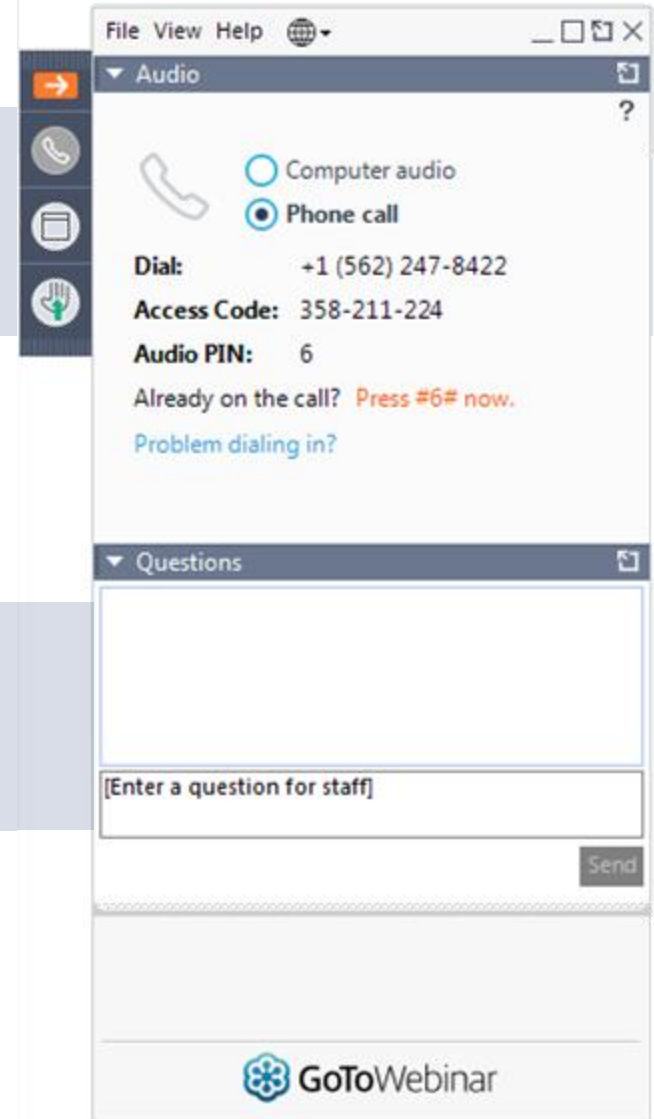 File View Help
Audio
?
Computer audio
Phone call
Dial: +1 (562) 247-8422
Access Code: 358-211-224
Audio PIN: 6
Already on the call? Press #6# now.
Problem dialing in?
Questions
[Enter a question for staff]
Send
GoToWebinar